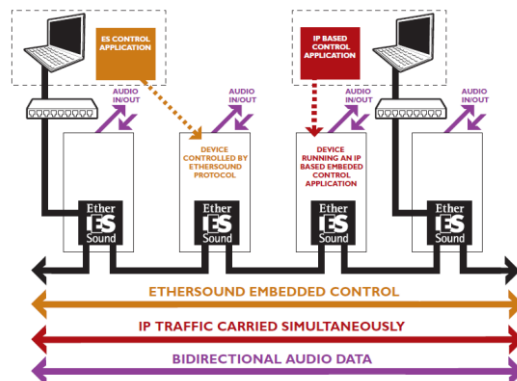 ES CONTROL
APPLICATION
IP BASED
CONTROL
APPLICATION
AUDIO
IN/OUT
AUDIO
IN/OUT
AUDIO
IN/OUT
AUDIO
IN/OUT
DEVICE
CONTROLLED BY
ETHERSOUND
PROTOCOL
DEVICE
RUNNING AN IP
BASED EMBEDED
CONTROL
APPLICATION
Ether
ES
Sound
Ether
ES
Sound
Ether
ES
Sound
Ether
ES
Sound
ETHERSOUND EMBEDDED CONTROL
IP TRAFFIC CARRIED SIMULTANEOUSLY
BIDIRECTIONAL AUDIO DATA